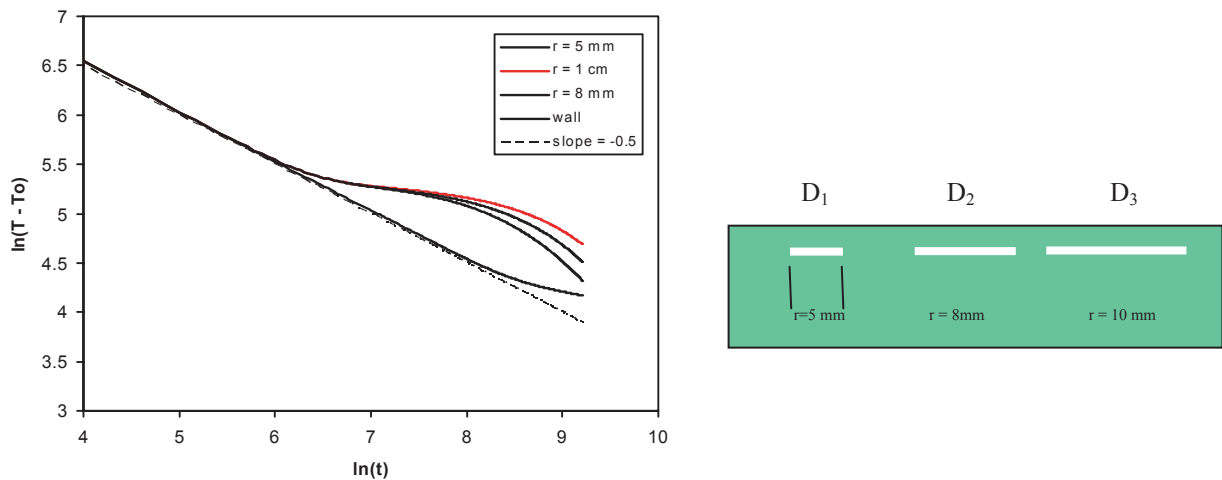 7
6.5
6
5.5
5
4.5
4
3.5
3
4 5 6 7 8 9 10
ln(T - To)
ln(t)
r = 5 mm
r = 1 cm
r = 8 mm
wall
slope = -0.5
D1 D2 D3
r=5 mm r = 8mm r = 10 mm